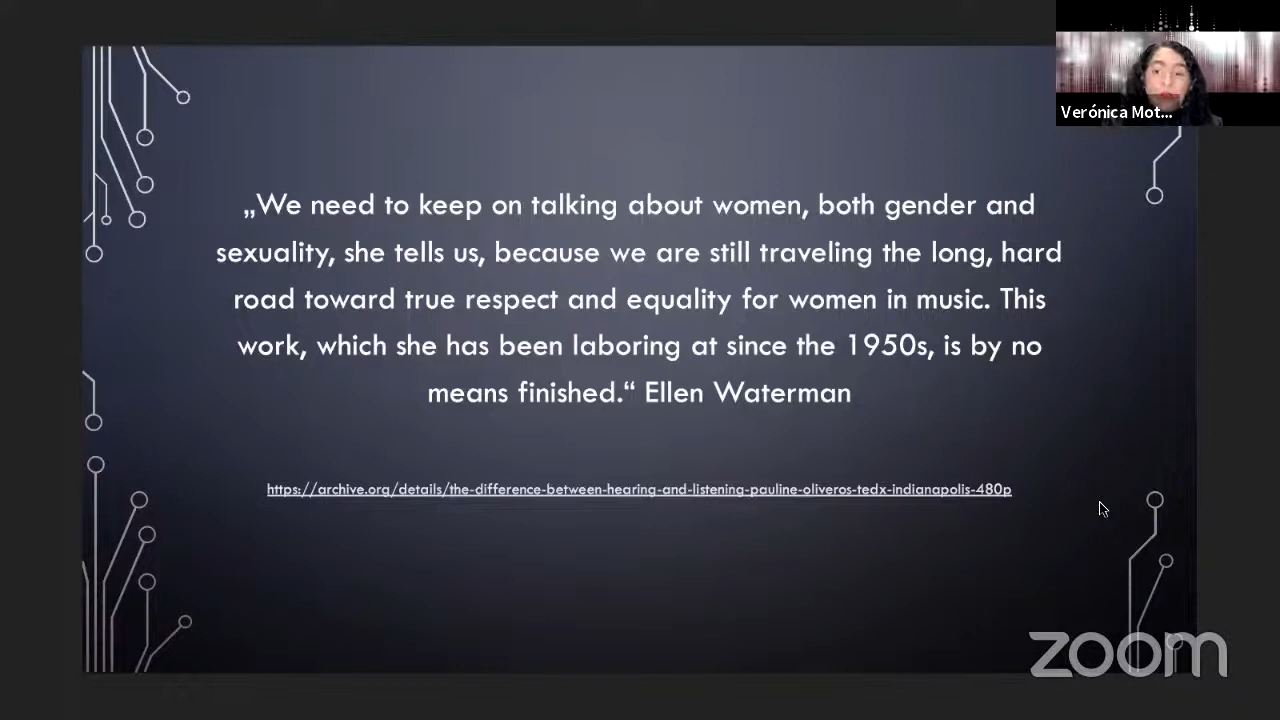 Verónica Mot...
„We need to keep on talking about women, both gender and
sexuality, she tells us, because we are still traveling the long, hard
road toward true respect and equality for women in music. This
work, which she has been laboring at since the 1950s, is by no
means finished.“ Ellen Waterman
https://archive.org/details/the-difference-between-hearing-and-listening-pauline-oliveros-tedx-indianapolis-480p
zoom